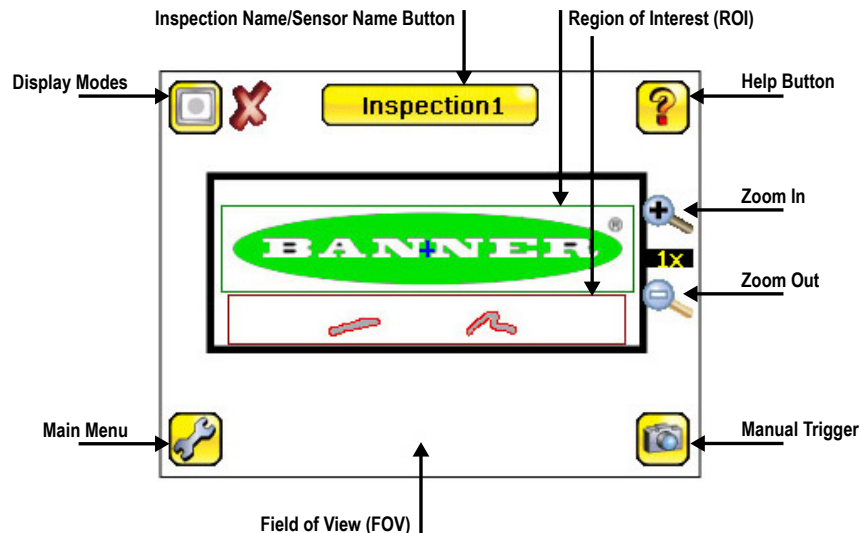 Inspection Name/Sensor Name Button
Region of Interest (ROI)
Display Modes
Help Button
Inspection1
?
Zoom In
BANNER®
1x
Zoom Out
Main Menu
Manual Trigger
Field of View (FOV)